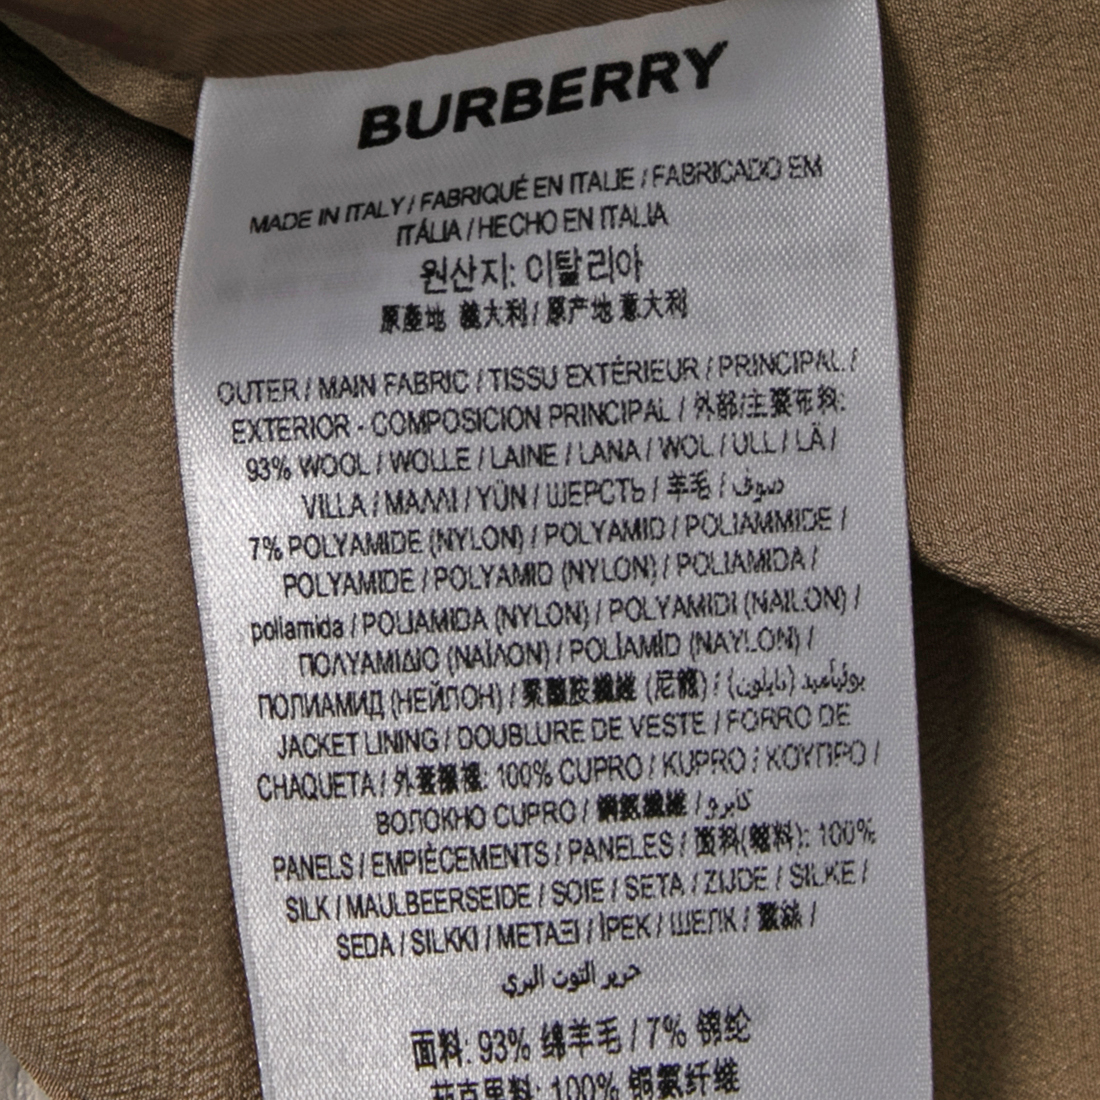 BURBERRY
MADE IN ITALY / FABRIQUÉ EN ITALIE / FABRICADO EM
ITÁLIA / HECHO EN ITALIA
원산지: 이탈리아
原產地 義大利 / 原产地 意大利
OUTER / MAIN FABRIC / TISSU EXTÉRIEUR / PRINCIPAL /
EXTERIOR - COMPOSICION PRINCIPAL / 外部/主要布料:
93% WOOL / WOLLE / LAINE / LANA / WOL / ULL / LÃ /
VILLA / ΜΑΛΛΙ / YÜN / ШЕРСТЬ / 羊毛 / صوف
7% POLYAMIDE (NYLON) / POLYAMID / POLIAMMIDE /
POLYAMIDE / POLYAMID (NYLON) / POLIAMIDA /
poliamida / POLIAMIDA (NYLON) / POLYAMIDI (NAILON) /
ΠΟΛΥΑΜΙΔΙΟ (ΝΑΪΛΟΝ) / POLİAMİD (NAYLON) /
ПОЛИАМИД (НЕЙЛОН) / 聚醯胺纖維 (尼龍) / بولياميد (نايلون)
JACKET LINING / DOUBLURE DE VESTE / FORRO DE
CHAQUETA / 外套襯裡: 100% CUPRO / KUPRO / ΚΟΥΠΡΟ /
ВОЛОКНО CUPRO / 銅氨纖維 / كابرو
PANELS / EMPIÈCEMENTS / PANELES / 面料(輔料): 100%
SILK / MAULBEERSEIDE / SOIE / SETA / ZIJDE / SILKE /
SEDA / SILKKI / ΜΕΤΑΞΙ / İPEK / ШЕЛК / 蠶絲 /
حرير التوت البري
面料: 93% 绵羊毛 / 7% 锦纶
100% 铜氨纤维